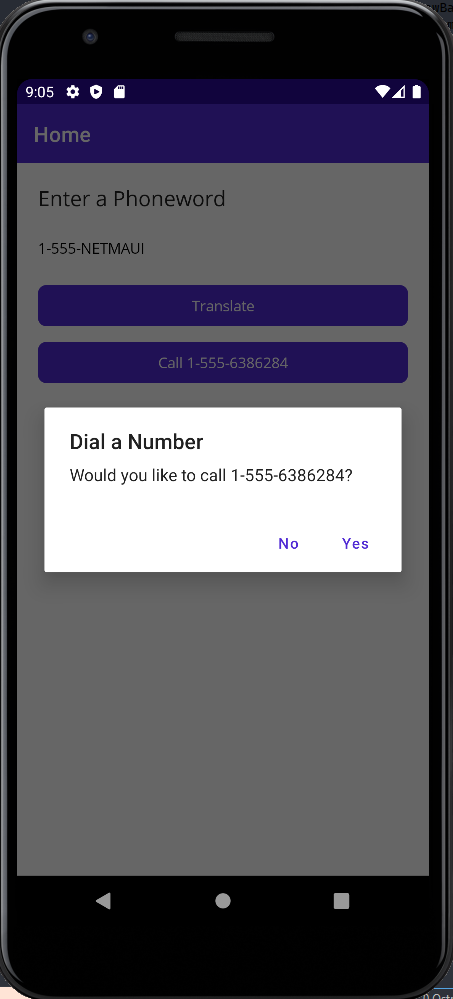 9:05
Home
Enter a Phoneword
1-555-NETMAUI
Translate
Call 1-555-6386284
Dial a Number
Would you like to call 1-555-6386284?
No Yes